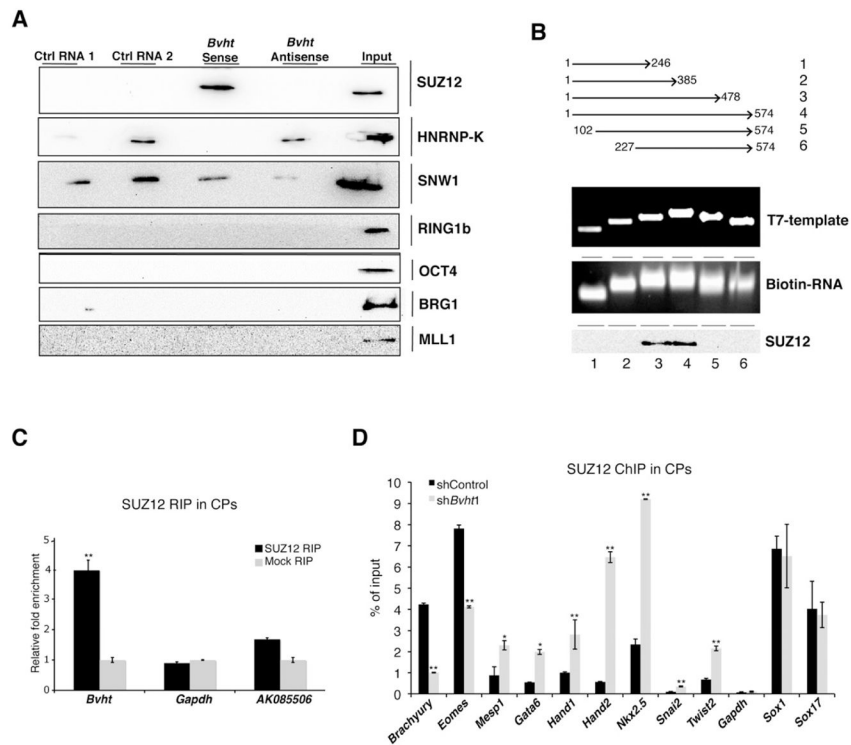 A
Ctrl RNA 1 Ctrl RNA 2 Bvht Sense Bvht Antisense Input
SUZ12
HNRNP-K
SNW1
RING1b
OCT4
BRG1
MLL1
B
1 246 1
1 385 2
1 478 3
1 574 4
102 574 5
227 574 6
T7-template
Biotin-RNA
SUZ12
1 2 3 4 5 6
C
SUZ12 RIP in CPs
Relative fold enrichment
5
4
3
2
1
0
**
SUZ12 RIP
Mock RIP
Bvht Gapdh AK085506
D
SUZ12 ChIP in CPs
% of input
10
9
8
7
6
5
4
3
2
1
0
shControl
shBvht1
** ** * * ** ** ** ** **
Brachyury Eomes Mesp1 Gata6 Hand1 Hand2 Nkx2.5 Snai2 Twist2 Gapdh Sox1 Sox17